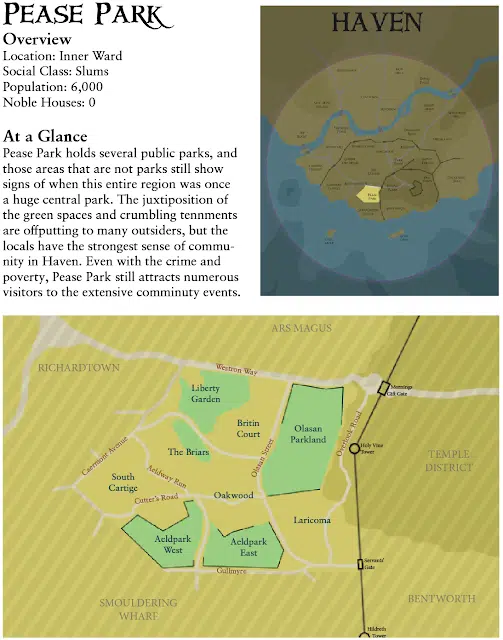 PEASE PARK
Overview
Location: Inner Ward
Social Class: Slums
Population: 6,000
Noble Houses: 0
At a Glance
Pease Park holds several public parks, and
those areas that are not parks still show
signs of when this entire region was once
a huge central park. The juxtiposition of
the green spaces and crumbling tennments
are offputting to many outsiders, but the
locals have the strongest sense of commu-
nity in Haven. Even with the crime and
poverty, Pease Park still attracts numerous
visitors to the extensive comminuty events.
HAVEN
ARS MAGUS
RICHARDTOWN
Westron Way
Mornings
Gift Gate
Liberty
Garden
Britin
Court
Olasan
Parkland
Olasan Street
Overlook Road
Holy Vine
Tower
Caermont Avenue
The Briars
TEMPLE
DISTRICT
Aeldway Run
South
Cartige
Cutter's Road
Oakwood
Laricoma
Aeldpark
West
Aeldpark
East
Gullmyre
Servants'
Gate
SMOULDERING
WHARF
BENTWORTH
Hildreth
Tower